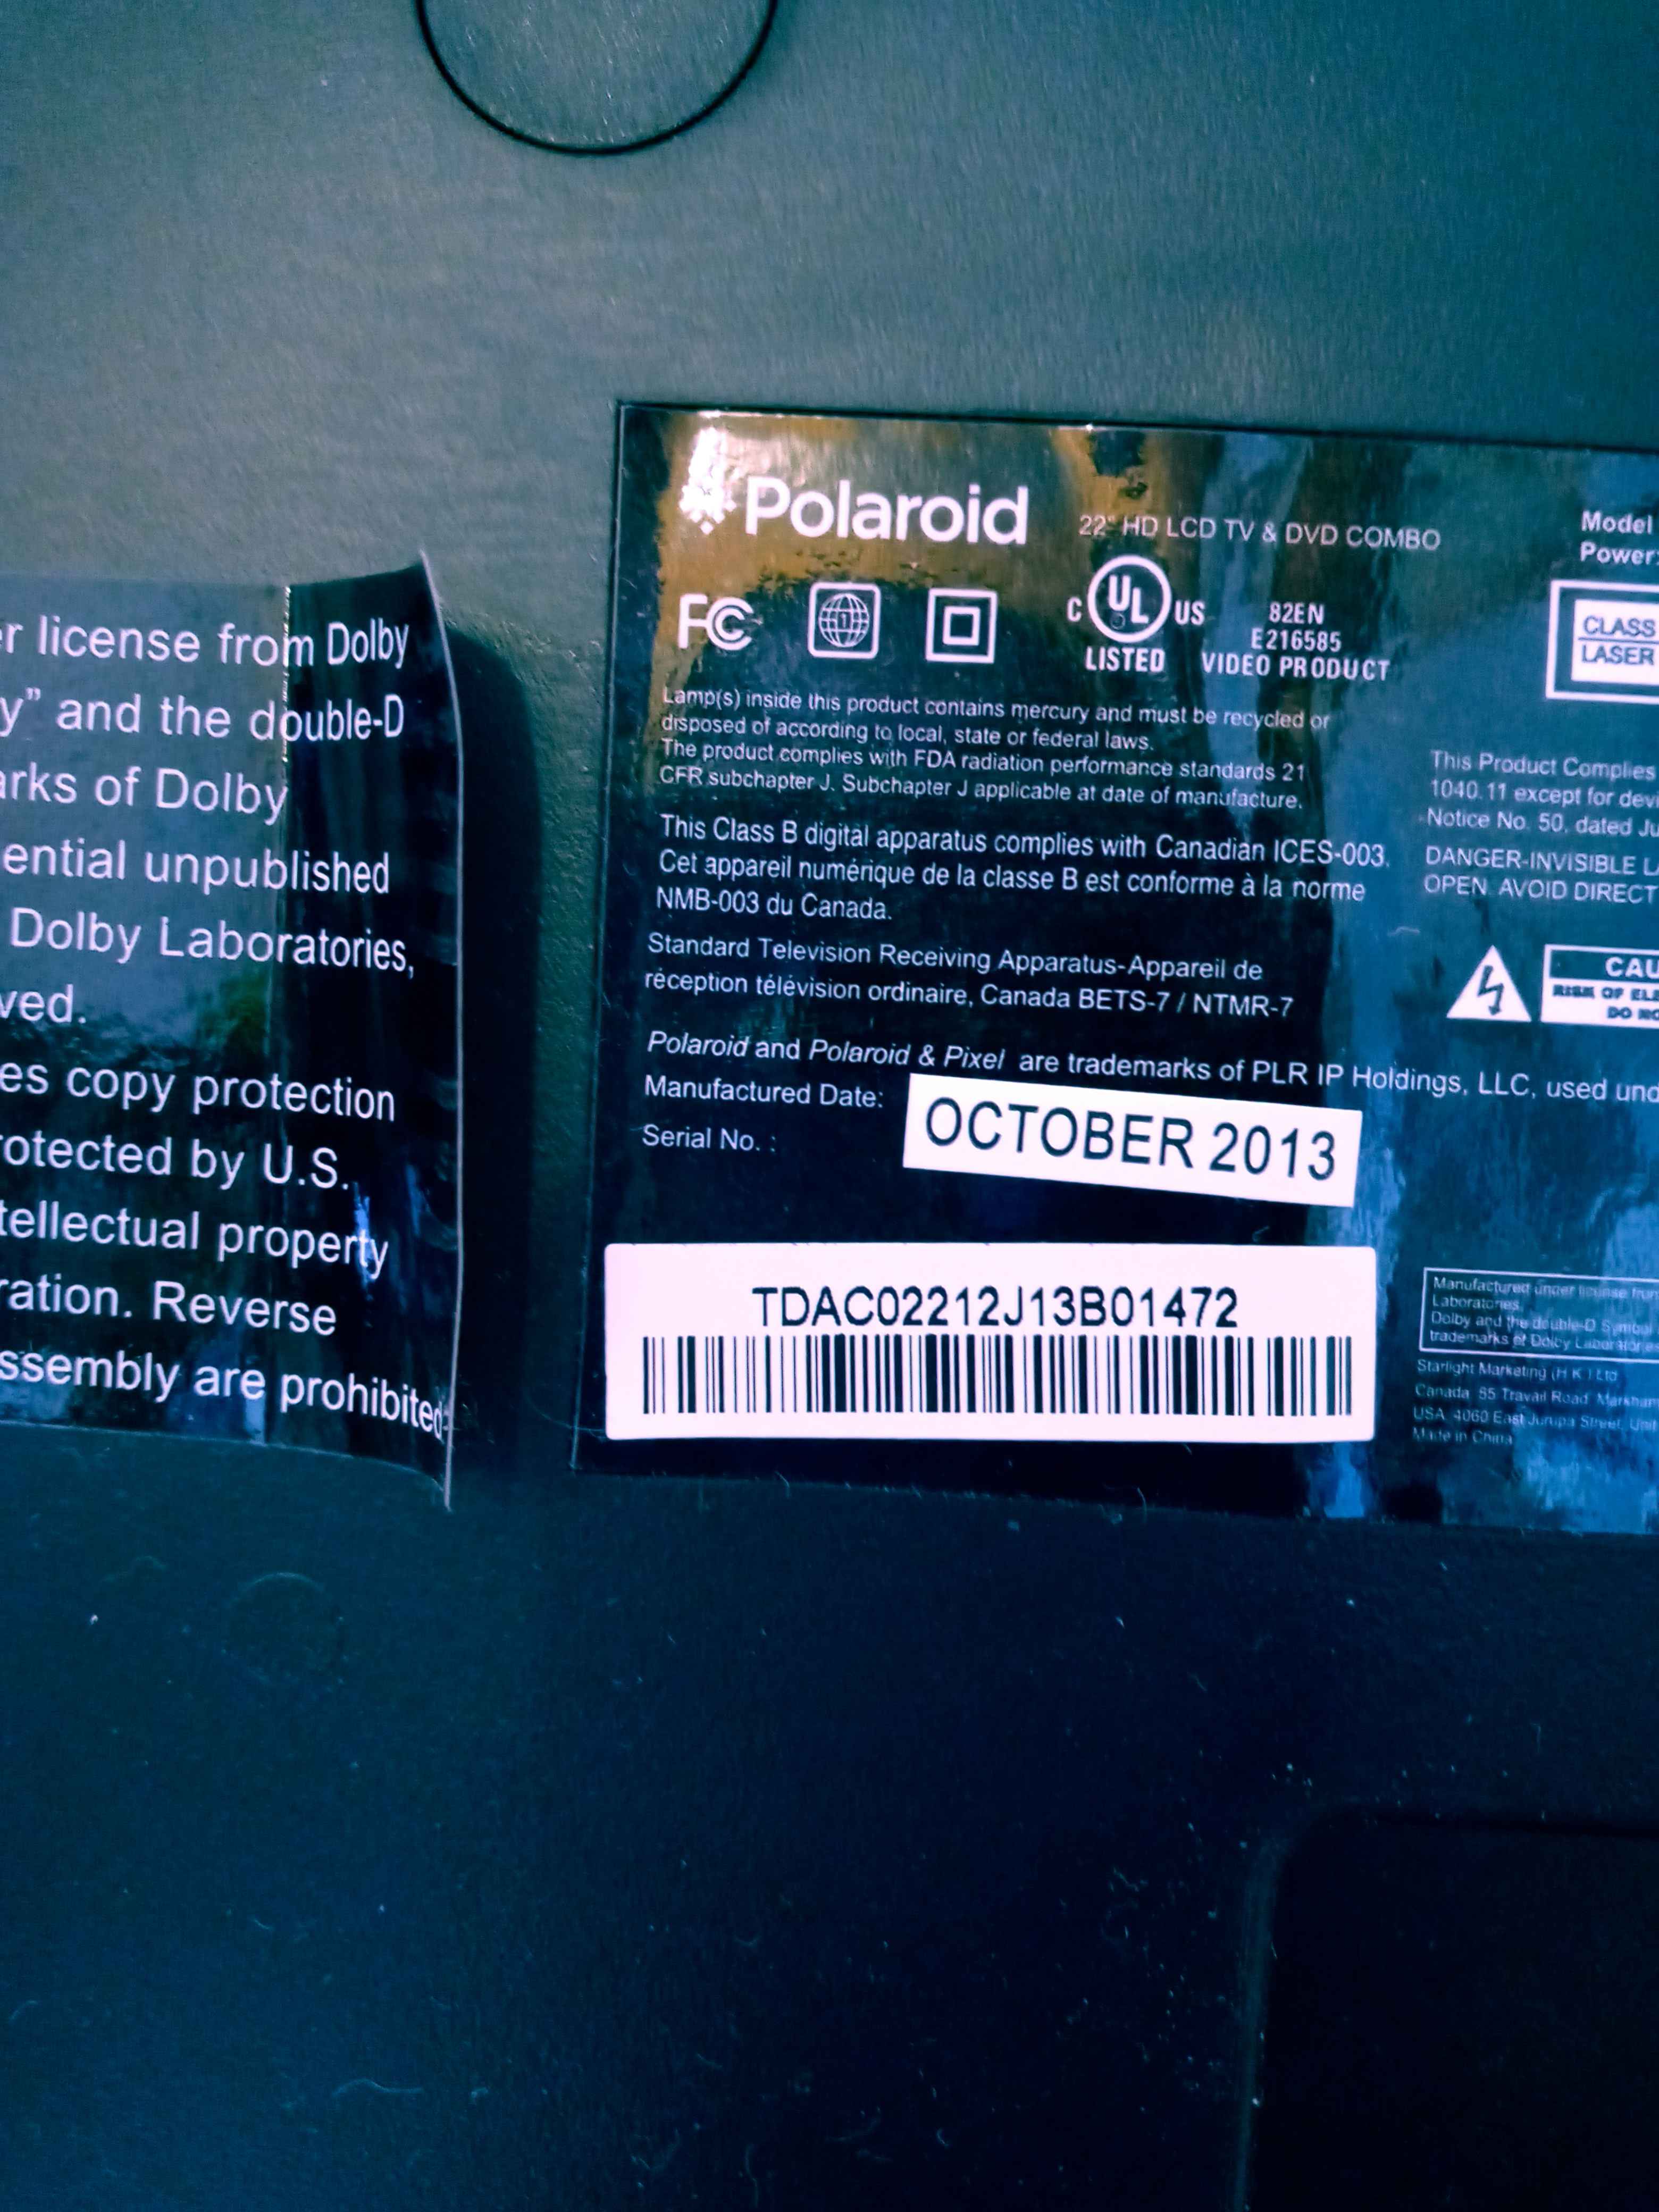 r license from Dolby
y” and the double-D
arks of Dolby
ential unpublished
Dolby Laboratories,
ved.
es copy protection
rotected by U.S.
tellectual property
ration. Reverse
ssembly are prohibited.
Polaroid
22" HD LCD TV & DVD COMBO
FC
1
C UL US
LISTED
82EN
E216585
VIDEO PRODUCT
Lamp(s) inside this product contains mercury and must be recycled or
disposed of according to local, state or federal laws.
The product complies with FDA radiation performance standards 21
CFR subchapter J. Subchapter J applicable at date of manufacture.
This Class B digital apparatus complies with Canadian ICES-003.
Cet appareil numérique de la classe B est conforme à la norme
NMB-003 du Canada.
Standard Television Receiving Apparatus-Appareil de
réception télévision ordinaire, Canada BETS-7 / NTMR-7
Polaroid and Polaroid & Pixel are trademarks of PLR IP Holdings, LLC, used und
Manufactured Date:
OCTOBER 2013
Serial No. :
TDAC02212J13B01472
Model
Power:
CLASS
LASER
This Product Complies
1040.11 except for devi
Notice No. 50, dated Ju
DANGER-INVISIBLE LA
OPEN. AVOID DIRECT
CAU
RISK OF ELE
DO NO
Manufactured under license from
Laboratories.
Dolby and the double-D Symbol
trademarks of Dolby Laboratories
Starlight Marketing (H.K.) Ltd
Canada: 85 Travail Road, Markham
USA: 4060 East Jurupa Street, Unit
Made in China